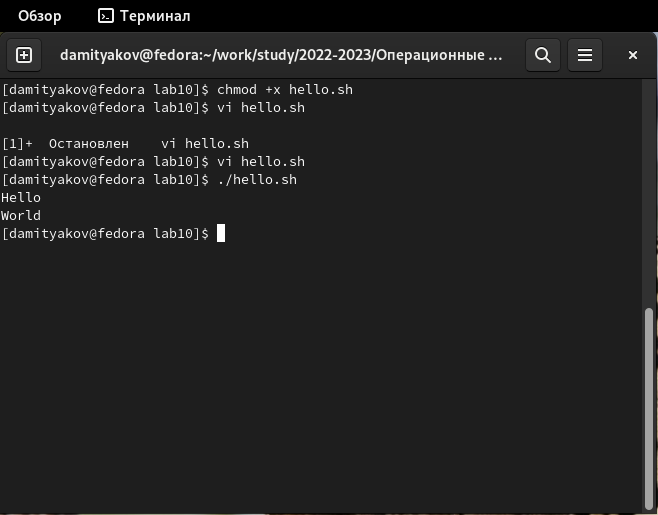 Обзор Терминал
damityakov@fedora:~/work/study/2022-2023/Операционные ...
[damityakov@fedora lab10]$ chmod +x hello.sh
[damityakov@fedora lab10]$ vi hello.sh
[1]+  Остановлен    vi hello.sh
[damityakov@fedora lab10]$ vi hello.sh
[damityakov@fedora lab10]$ ./hello.sh
Hello
World
[damityakov@fedora lab10]$